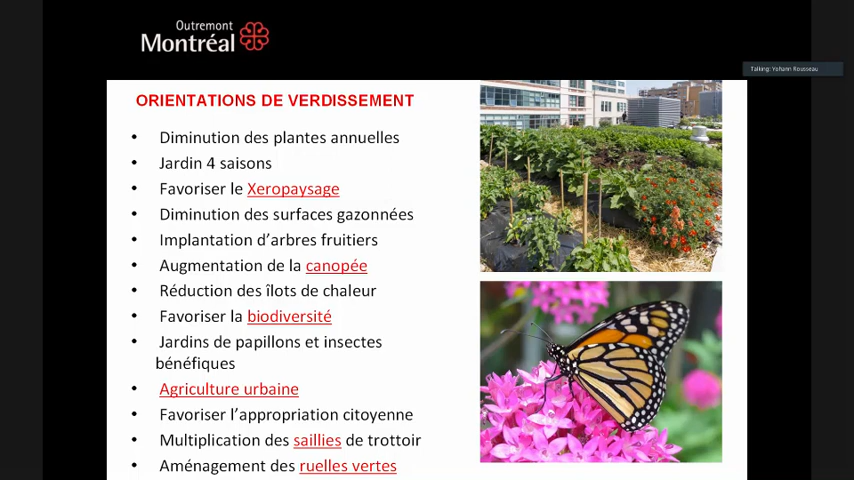 Outremont
Montréal
Talking: Yohann Rousseau
ORIENTATIONS DE VERDISSEMENT
• Diminution des plantes annuelles
• Jardin 4 saisons
• Favoriser le Xeropaysage
• Diminution des surfaces gazonnées
• Implantation d'arbres fruitiers
• Augmentation de la canopée
• Réduction des îlots de chaleur
• Favoriser la biodiversité
• Jardins de papillons et insectes
bénéfiques
• Agriculture urbaine
• Favoriser l'appropriation citoyenne
• Multiplication des saillies de trottoir
• Aménagement des ruelles vertes